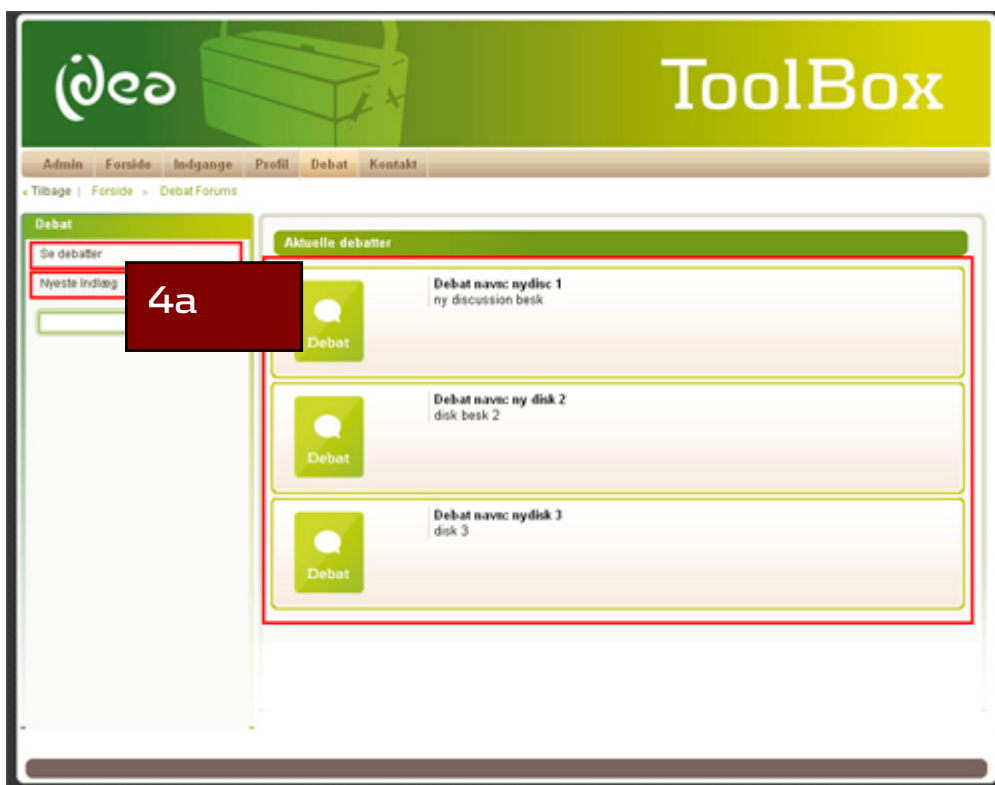 idea
ToolBox
Admin Forside Indgange Profil Debat Kontakt
« Tilbage | Forside » Debat Forums
Debat
Se debatter
Nyeste Indlæg
4a
Aktuelle debatter
Debat navn: nydisc 1
ny discussion besk
Debat
Debat navn: ny disk 2
disk besk 2
Debat
Debat navn: nydisk 3
disk 3
Debat